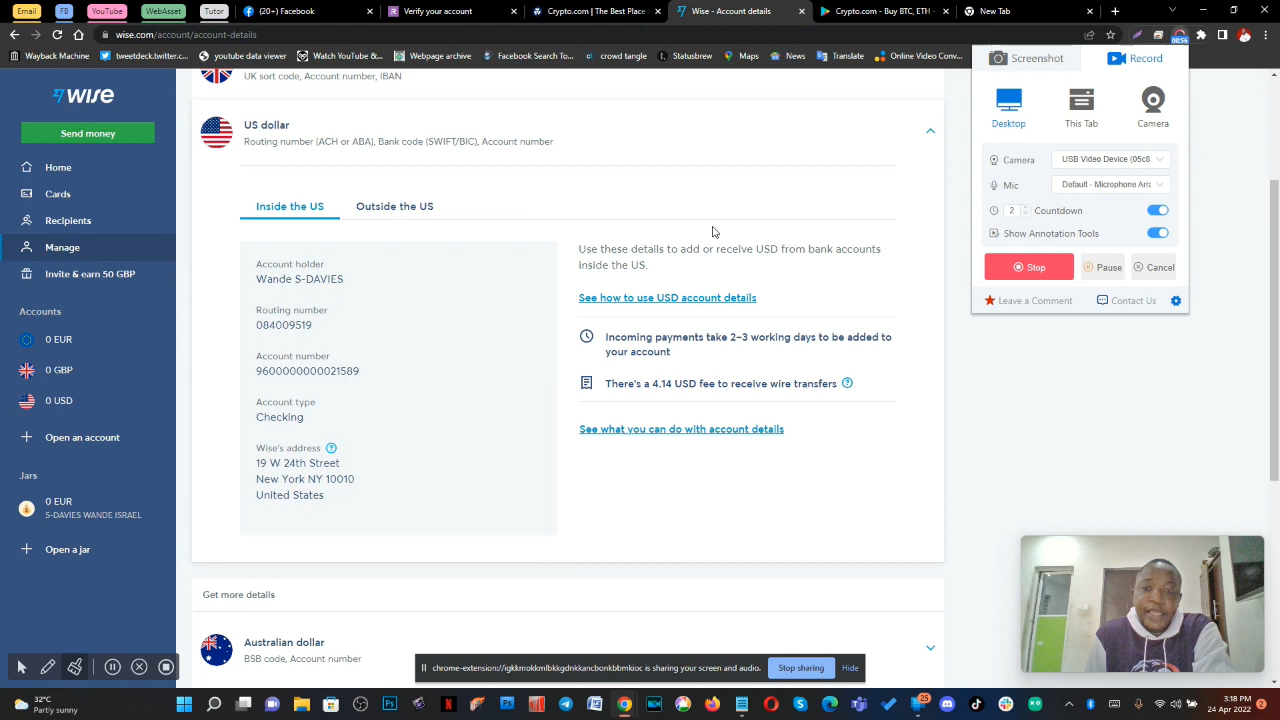 Email
FB
YouTube
WebAsset
Tutor
(20+) Facebook
Verify your account
crypto.com | The Best Place
Wise - Account details
Crypto.com - Buy BTC,ETH
New Tab
wise.com/account/account-details
00:56
Wayback Machine
tweetdeck.twitter...
youtube video
Watch YouTube &...
Webpage archive
Facebook Search To...
crowd tangle
Statusbrew
Maps
News
Translate
Online Video Conv...
WISE
Send money
Home
Cards
Recipients
Manage
Invite & earn 50 GBP
Accounts
0 EUR
0 GBP
0 USD
Open an account
Jars
0 EUR
S-DAVIES WANDE ISRAEL
Open a jar
UK sort code, Account number, IBAN
US dollar
Routing number (ACH or ABA), Bank code (SWIFT/BIC), Account number
Inside the US
Outside the US
Account holder
Wande S-DAVIES
Routing number
084009519
Account number
9600000000021589
Account type
Checking
Wise's address
19 W 24th Street
New York NY 10010
United States
Use these details to add or receive USD from bank accounts
Inside the US.
See how to use USD account details
Incoming payments take 2–3 working days to be added to
your account
There's a 4.14 USD fee to receive wire transfers
See what you can do with account details
Get more details
Australian dollar
BSB code, Account number
Screenshot
Record
Desktop
This Tab
Camera
Camera
USB Video Device (05c8
Mic
Default - Microphone Arra
2
Countdown
Show Annotation Tools
Stop
Pause
Cancel
Leave a Comment
Contact Us
Stop sharing
Hide
32°C
Partly sunny
25
3:18 PM
24 Apr 2022
2